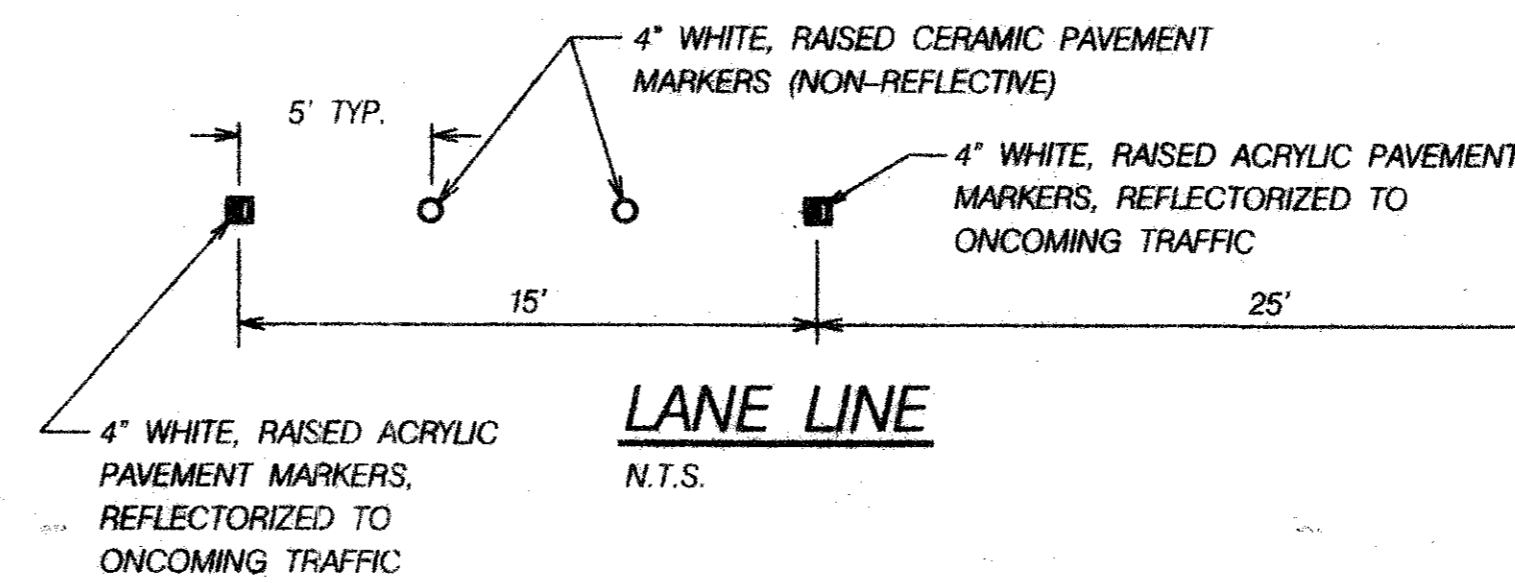 4" WHITE, RAISED CERAMIC PAVEMENT
MARKERS (NON-REFLECTIVE)
5' TYP.
4" WHITE, RAISED ACRYLIC PAVEMENT
MARKERS, REFLECTORIZED TO
ONCOMING TRAFFIC
15'
25'
LANE LINE
N.T.S.
4" WHITE, RAISED ACRYLIC
PAVEMENT MARKERS,
REFLECTORIZED TO
ONCOMING TRAFFIC